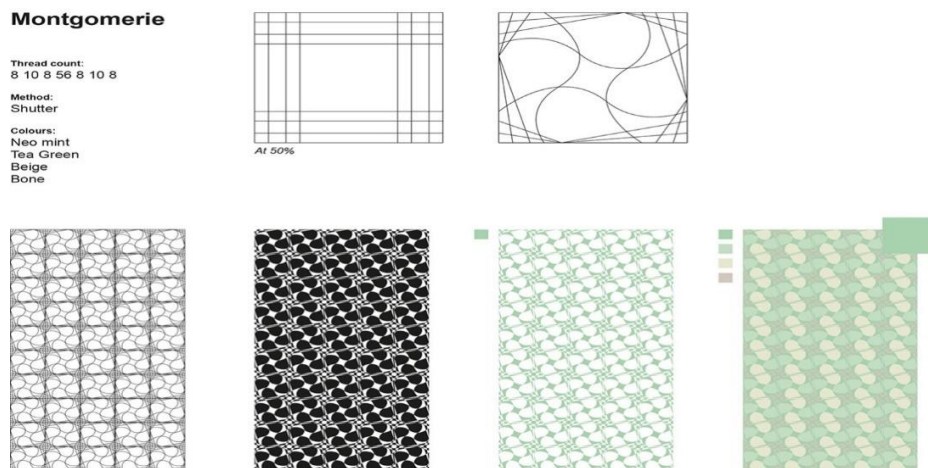 Montgomerie
Thread count:
8 10 8 56 8 10 8
Method:
Shutter
Colours:
Neo mint
Tea Green
Beige
Bone
At 50%